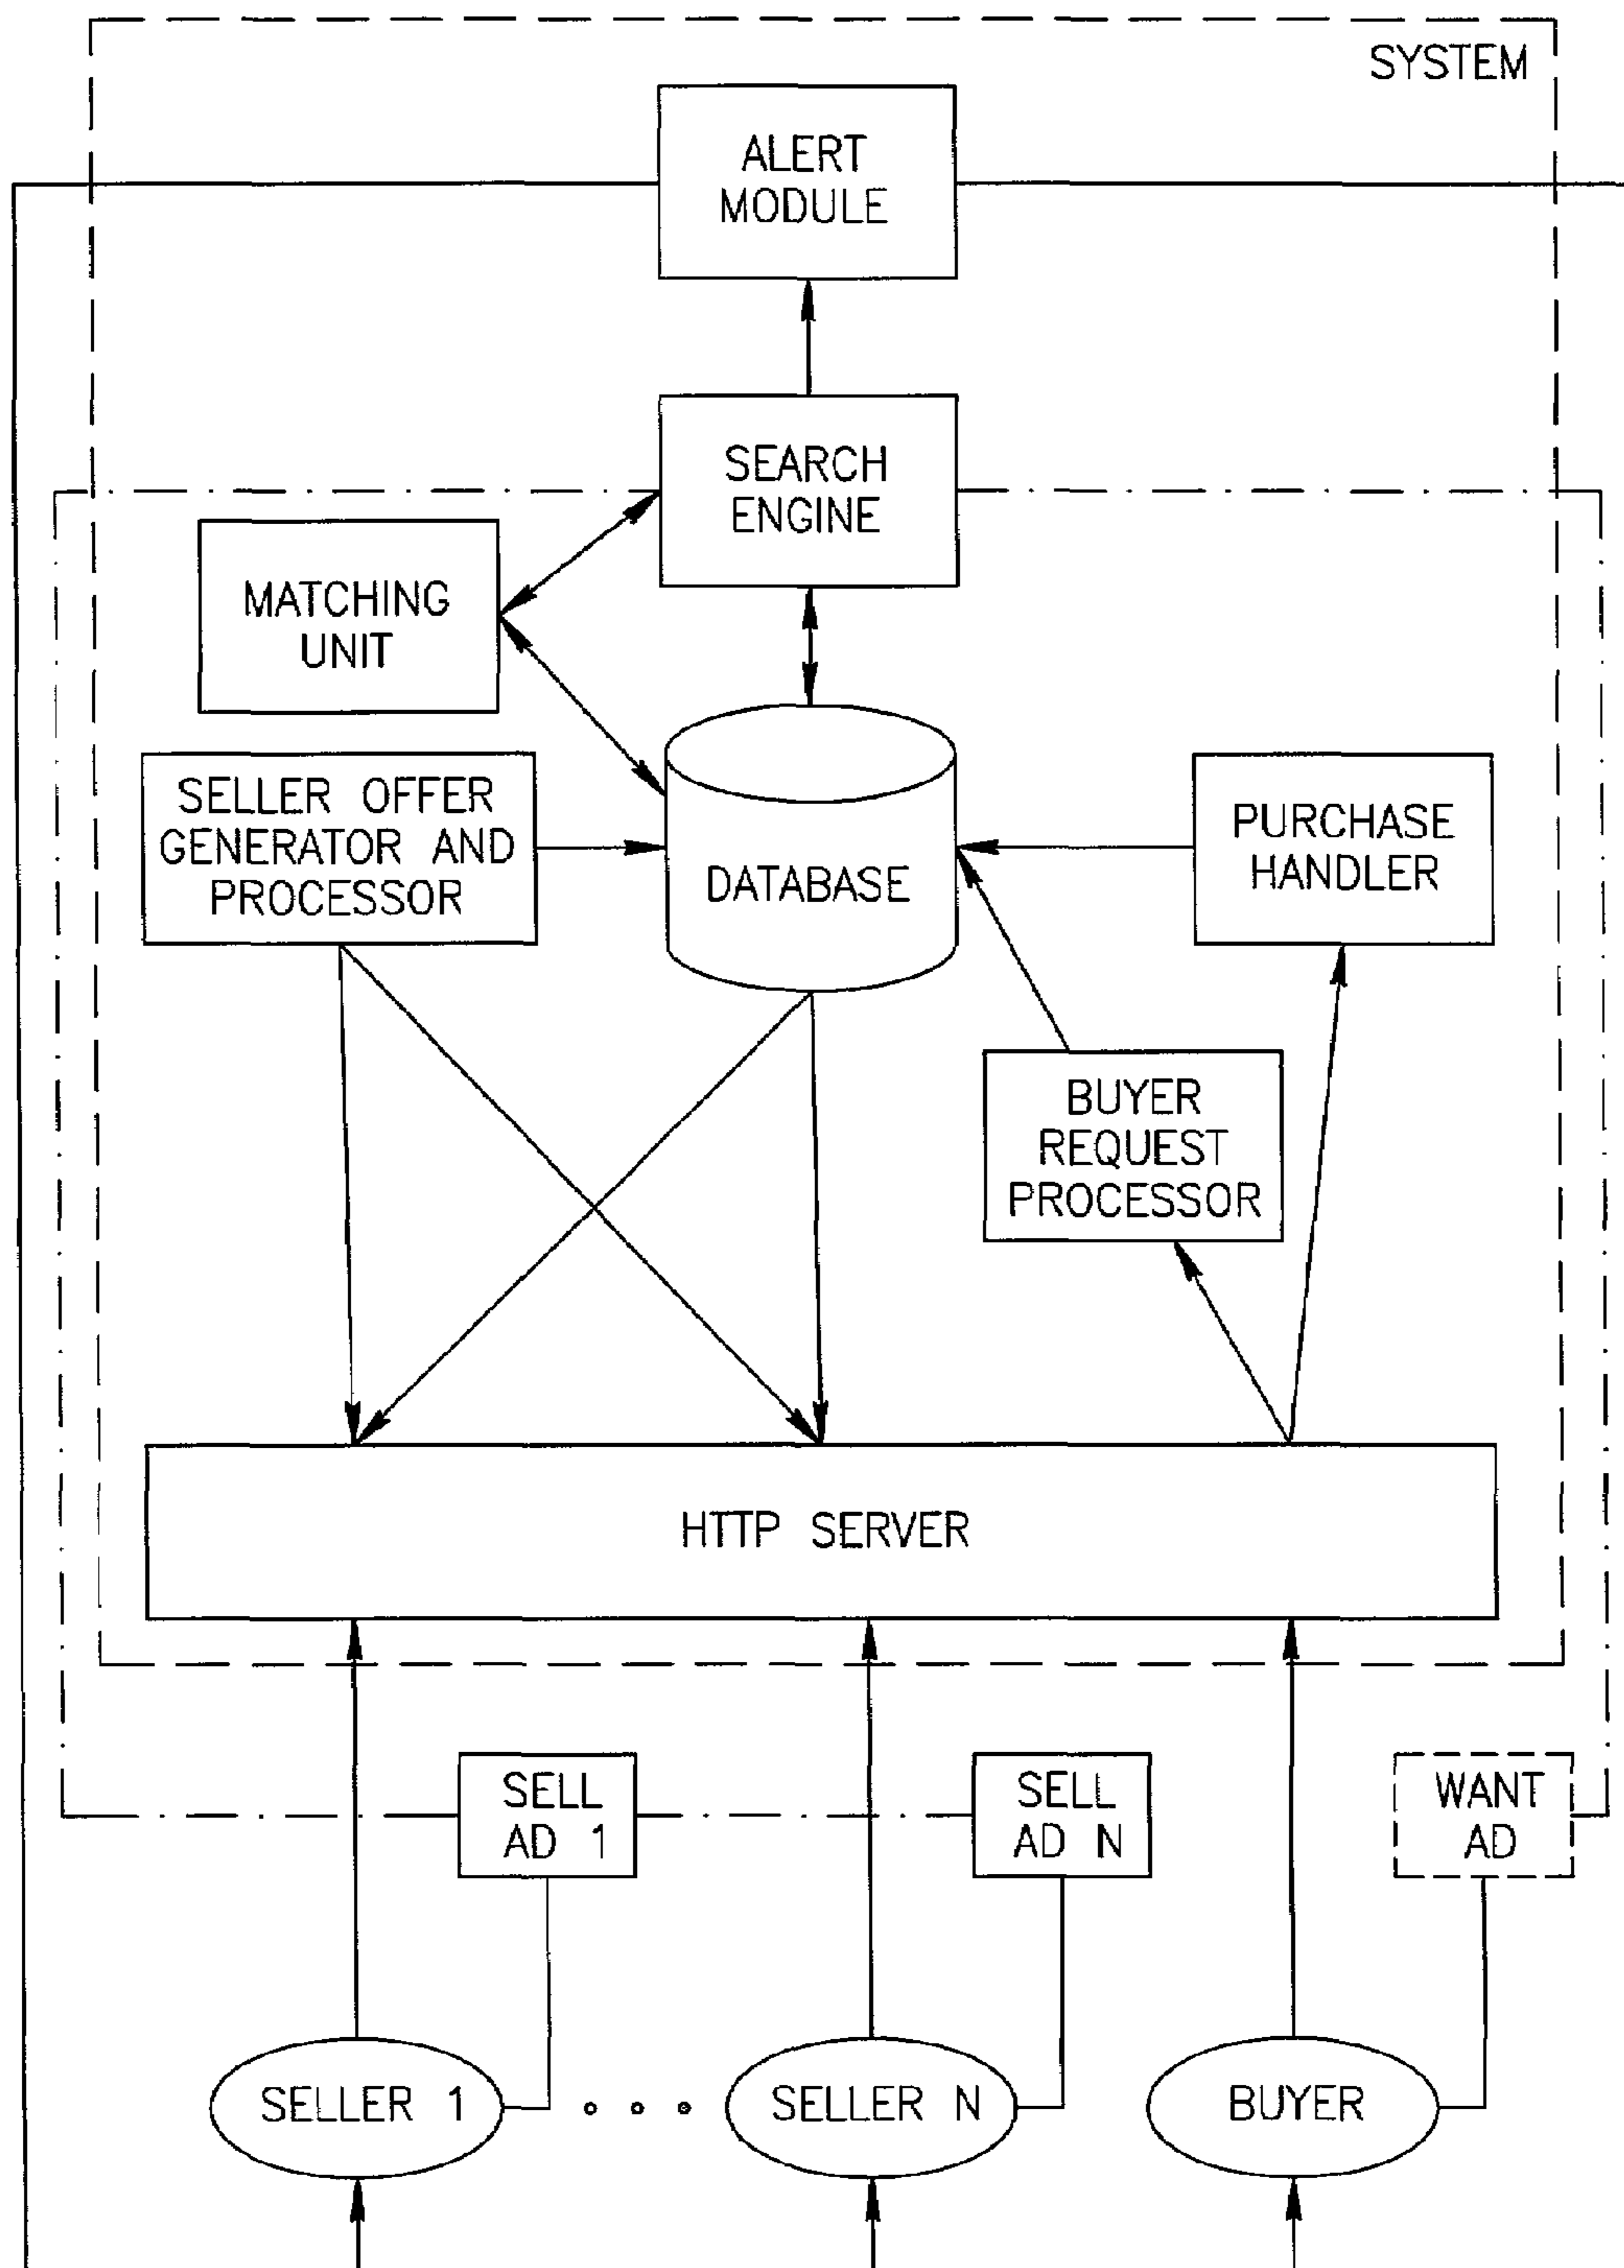 SYSTEM
ALERT
MODULE
SEARCH
ENGINE
MATCHING
UNIT
SELLER OFFER
GENERATOR AND
PROCESSOR
DATABASE
PURCHASE
HANDLER
BUYER
REQUEST
PROCESSOR
HTTP SERVER
SELL
AD 1
SELL
AD N
WANT
AD
SELLER 1
SELLER N
BUYER